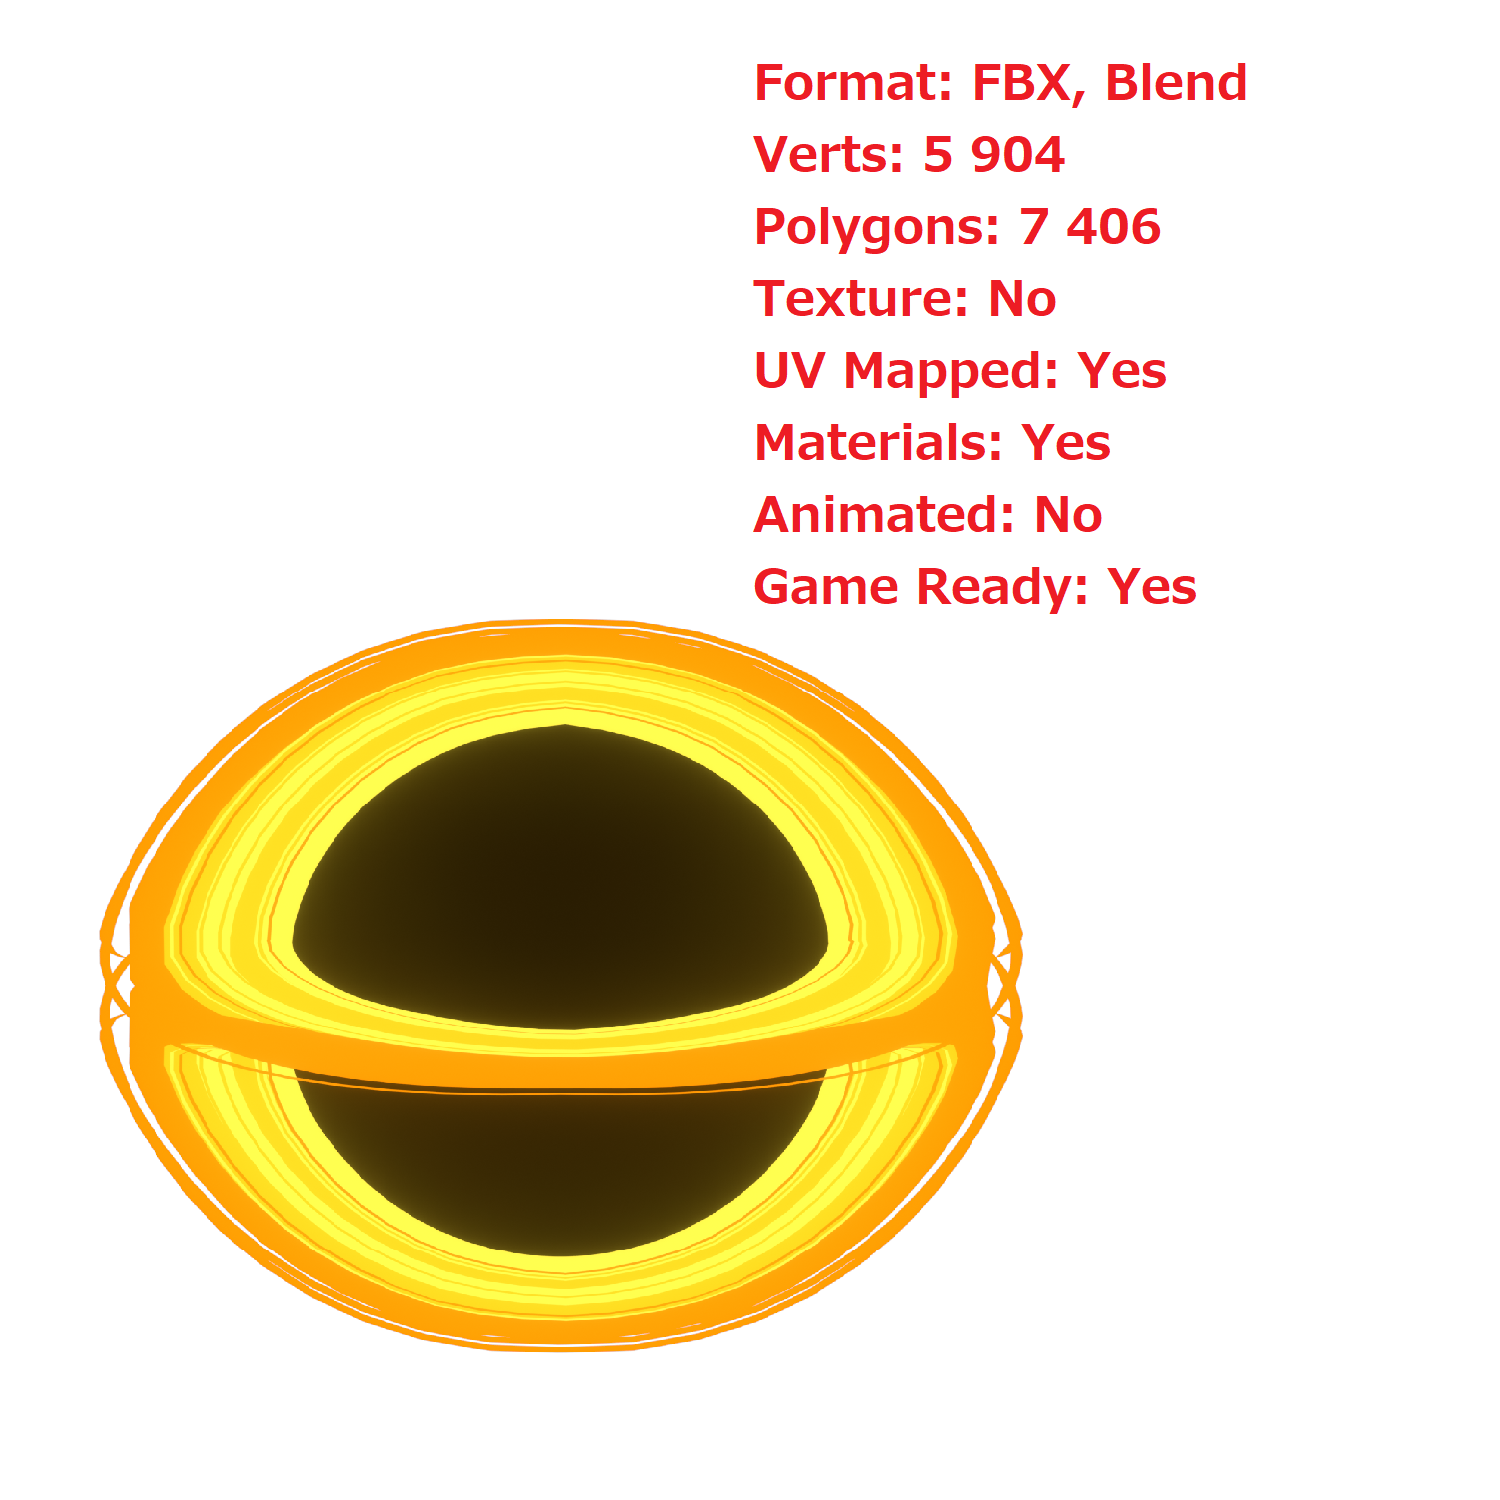 Format: FBX, Blend
Verts: 5 904
Polygons: 7 406
Texture: No
UV Mapped: Yes
Materials: Yes
Animated: No
Game Ready: Yes